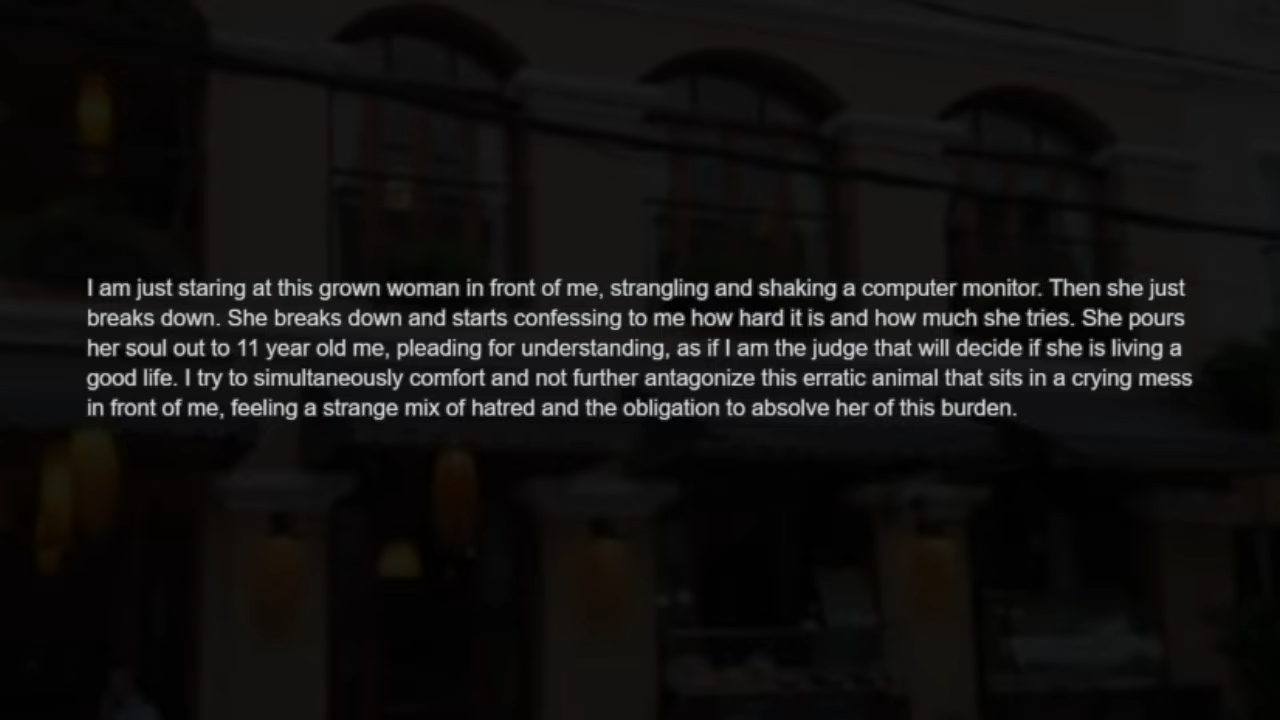 I am just staring at this grown woman in front of me, strangling and shaking a computer monitor. Then she just
breaks down. She breaks down and starts confessing to me how hard it is and how much she tries. She pours
her soul out to 11 year old me, pleading for understanding, as if I am the judge that will decide if she is living a
good life. I try to simultaneously comfort and not further antagonize this erratic animal that sits in a crying mess
in front of me, feeling a strange mix of hatred and the obligation to absolve her of this burden.